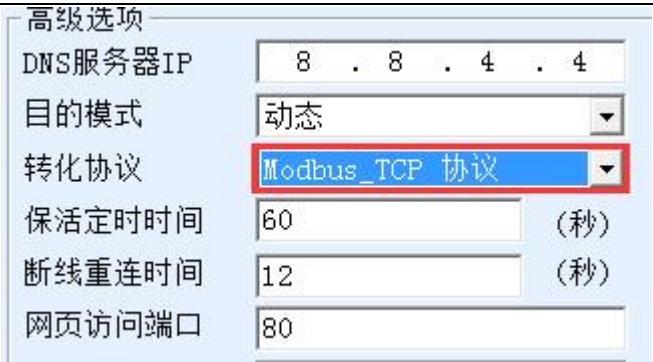 高级选项
DNS服务器IP 8 . 8 . 4 . 4
目的模式 动态
转化协议 Modbus_TCP 协议
保活定时时间 60 (秒)
断线重连时间 12 (秒)
网页访问端口 80